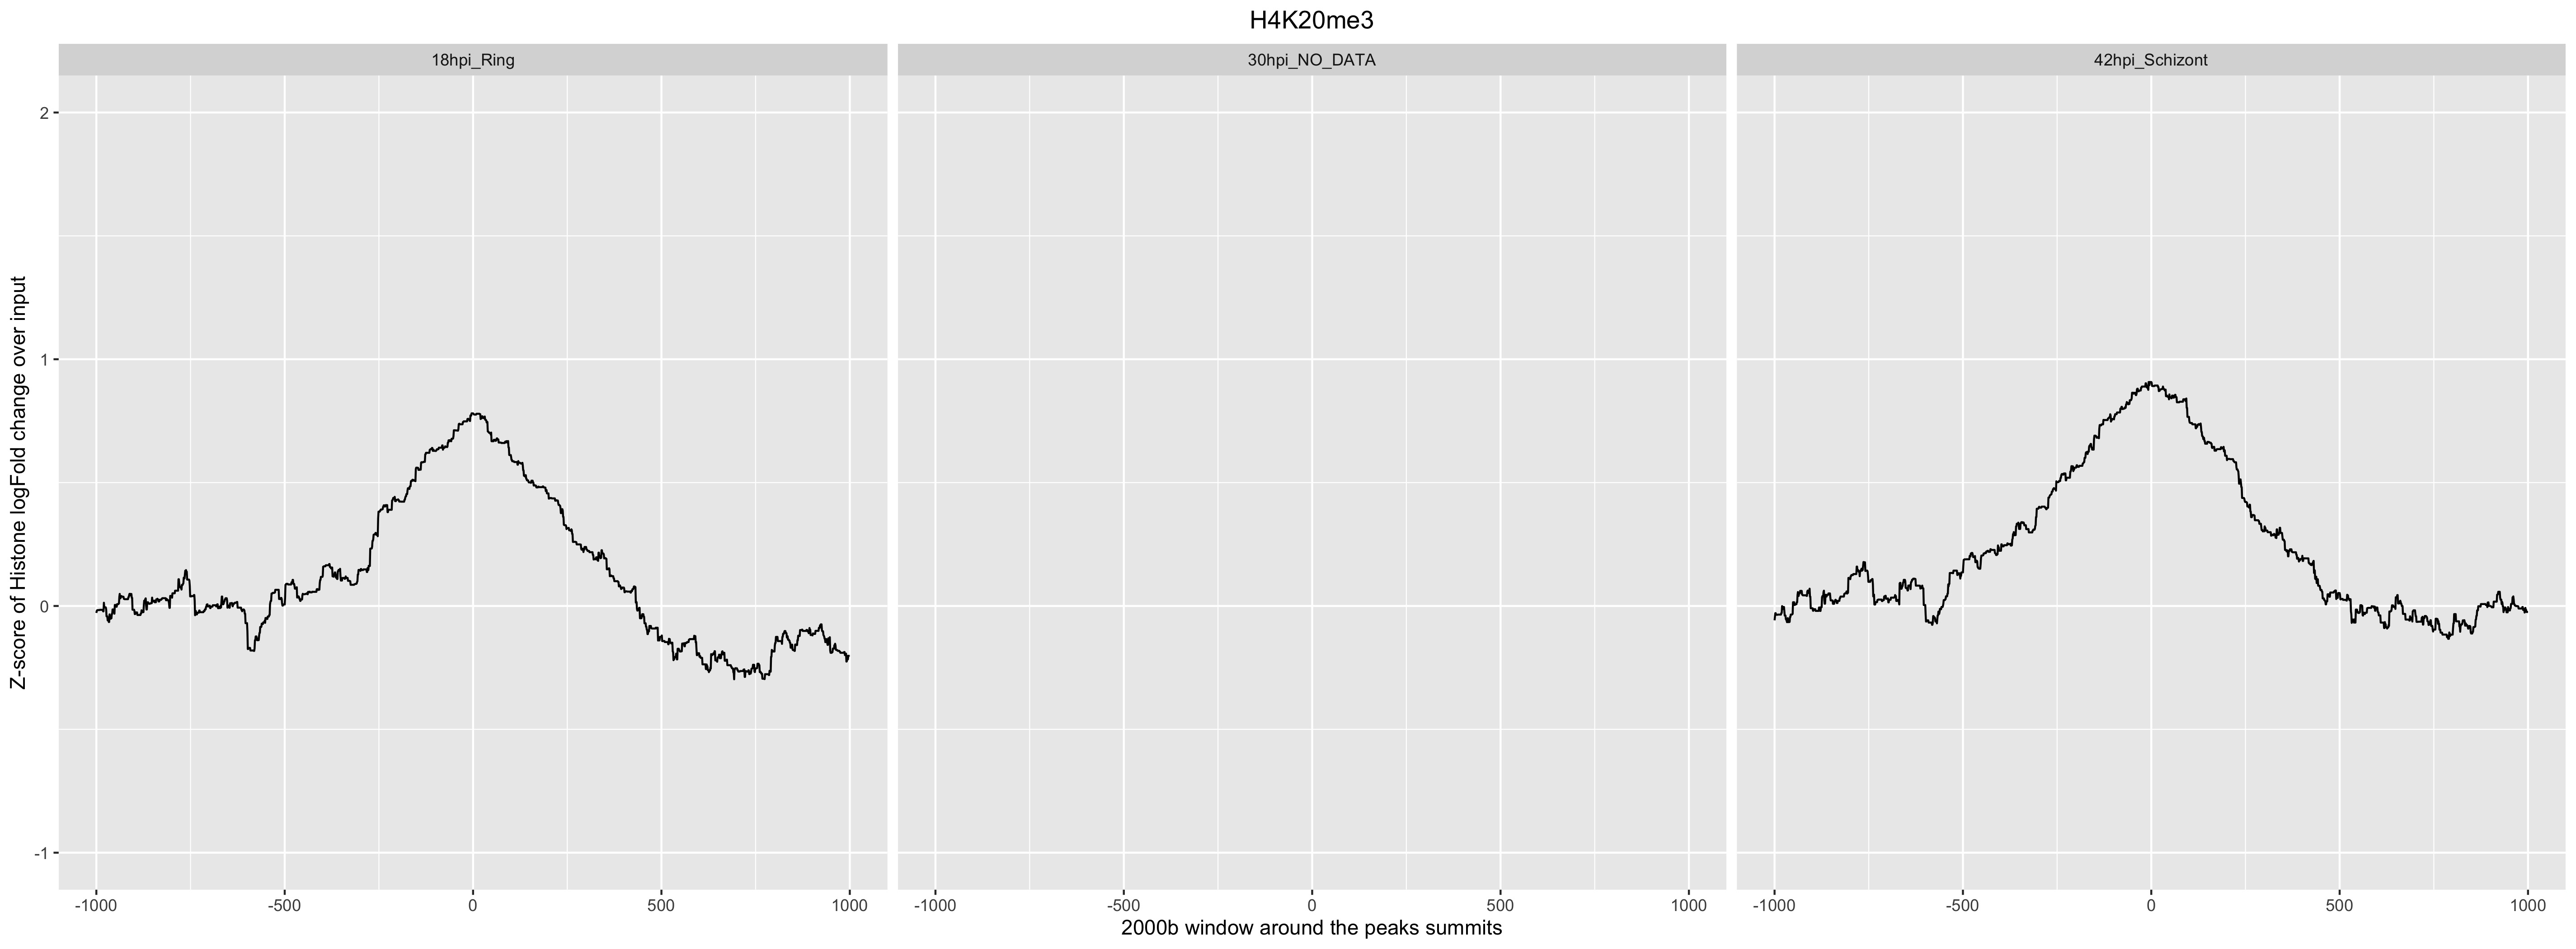 H4K20me3
18hpi_Ring
30hpi_NO_DATA
42hpi_Schizont
Z-score of Histone logFold change over input
2
1
0
-1
-1000 -500 0 500 1000
-1000 -500 0 500 1000
-1000 -500 0 500 1000
2000b window around the peaks summits